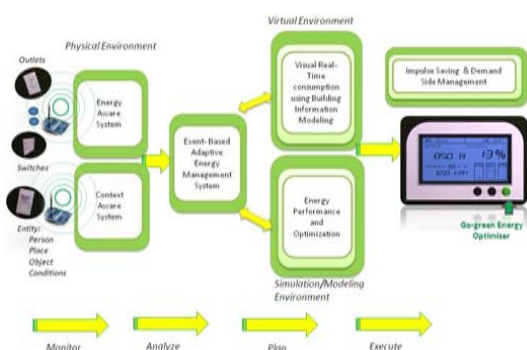 Virtual Environment
Physical Environment
Outlets
Energy
Aware
System
Switches
Context
Aware
System
Entity:
Person
Place
Object
Conditions
Event-Based
Adaptive
Energy
Management
System
Visual Real-
Time
consumption
using Building
Information
Modeling
Energy
Performance
and
Optimization
Simulation/Modeling
Environment
Impulse Saving & Demand
Side Management
13%
Go-green Energy
Optimiser
Monitor
Analyze
Plan
Execute